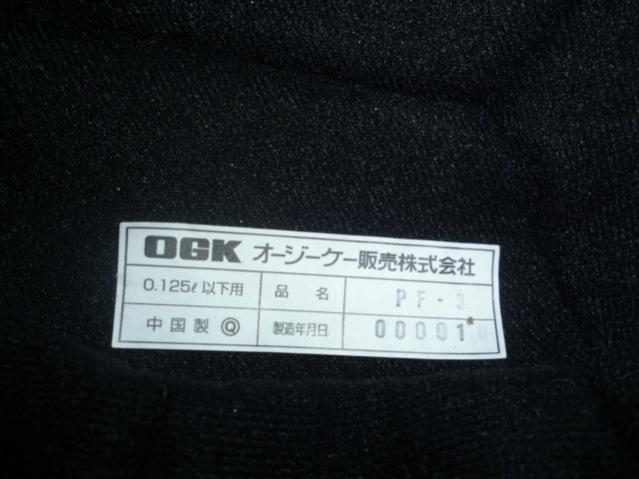 OGK オージーケー販売株式会社
0.125ℓ以下用 品名 PF-3
中国製 Ⓠ 製造年月日